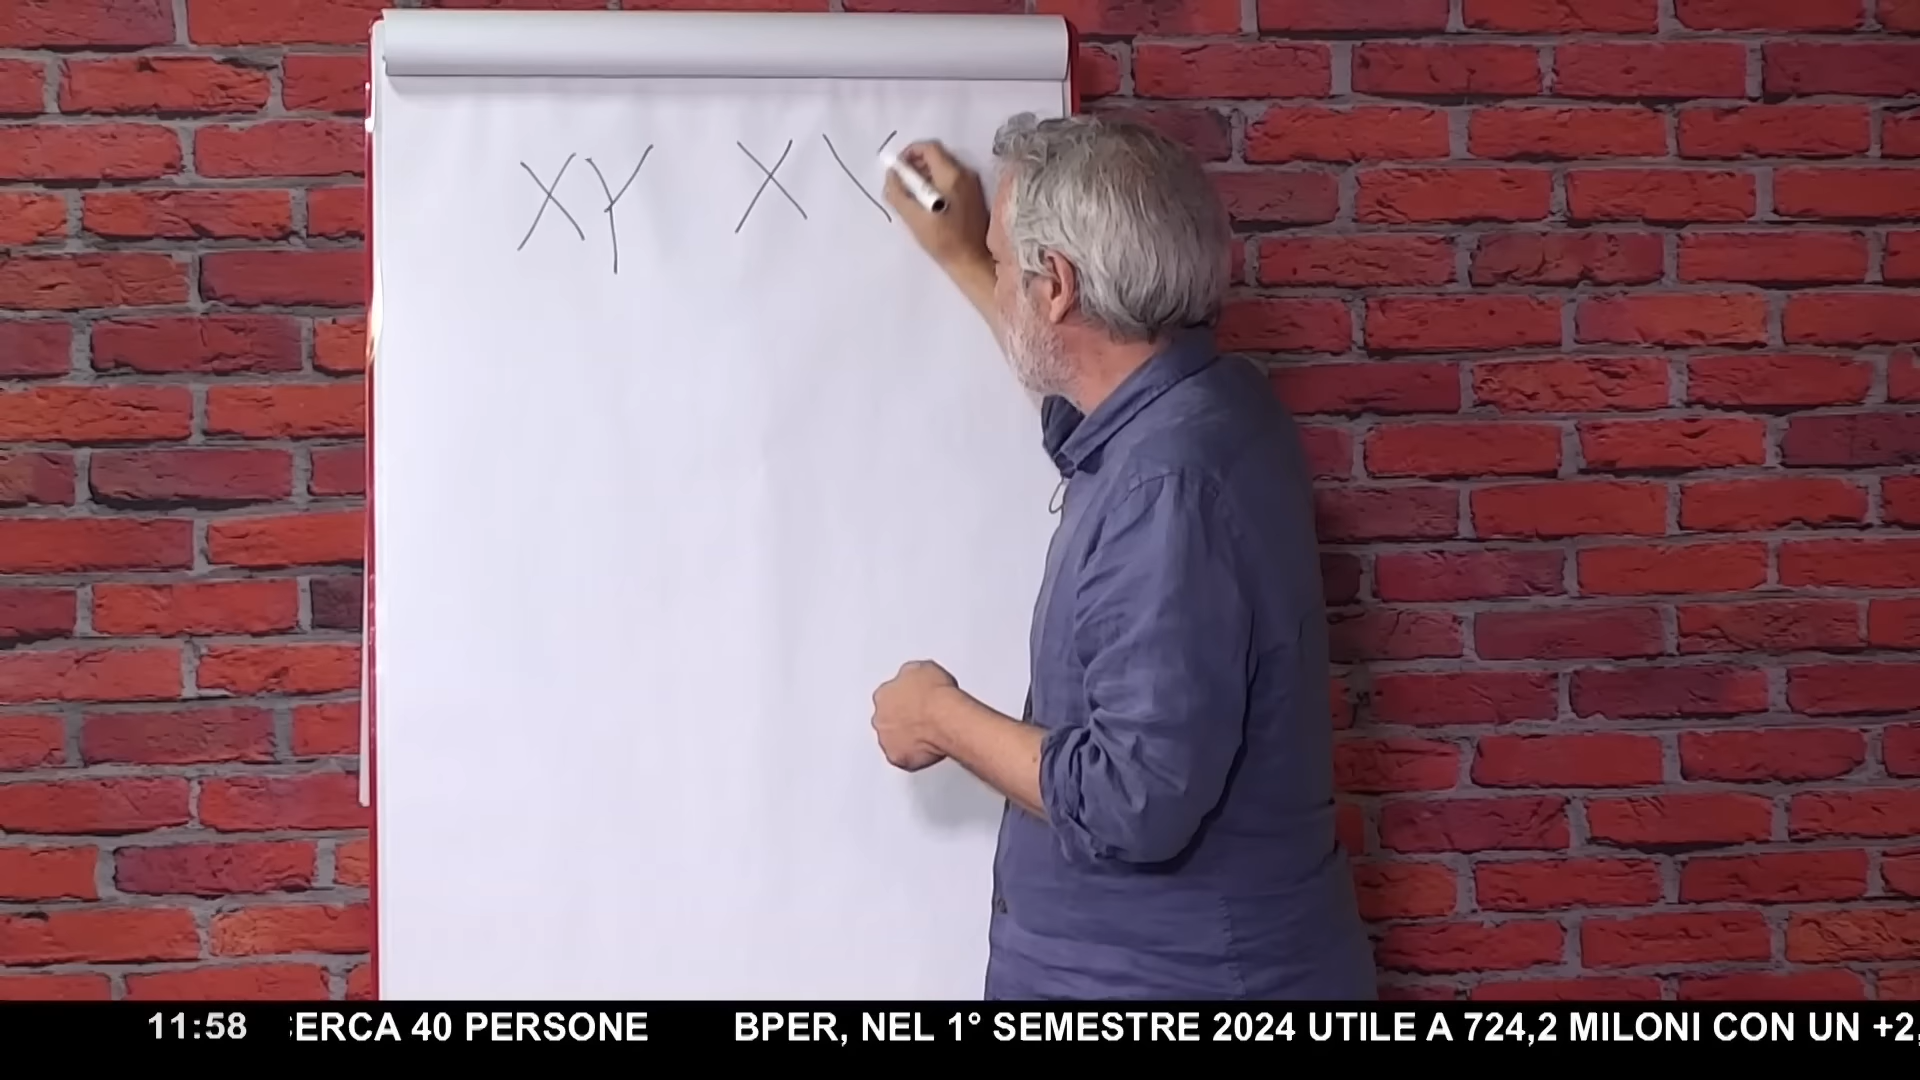 XY X
11:58 ERCA 40 PERSONE BPER, NEL 1° SEMESTRE 2024 UTILE A 724,2 MILONI CON UN +2,